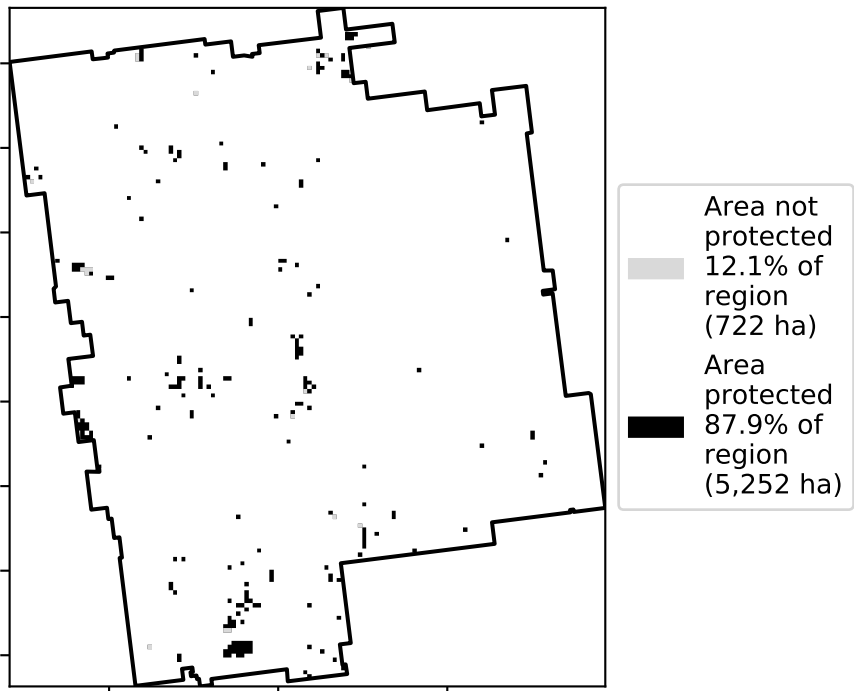 Area not
protected
12.1% of
region
(722 ha)
Area
protected
87.9% of
region
(5,252 ha)